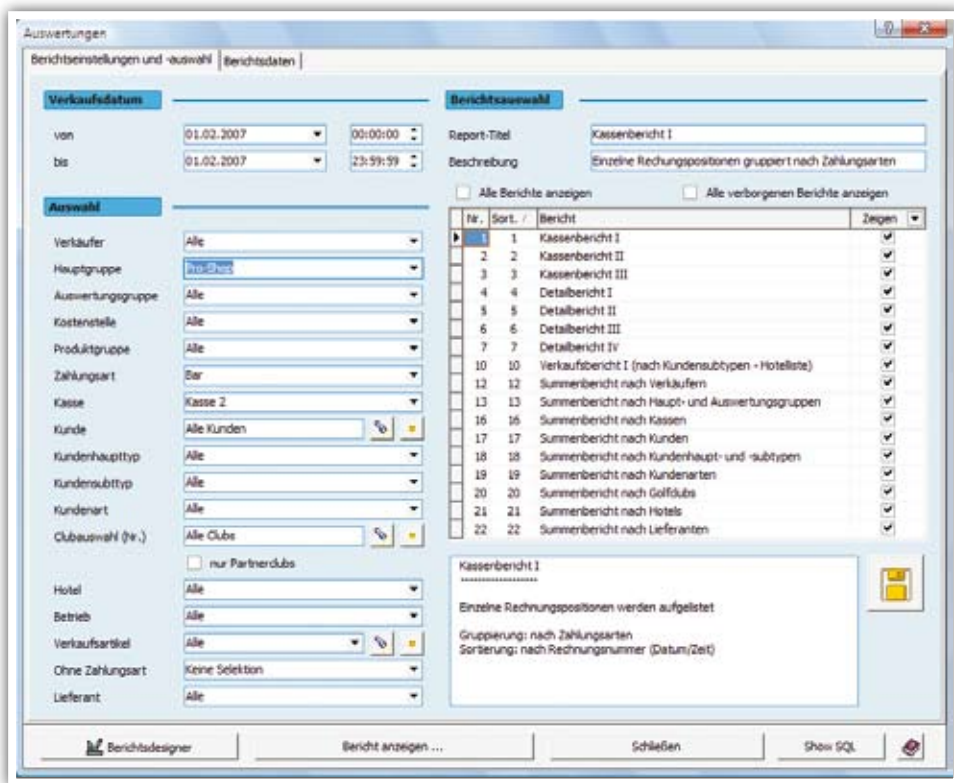 Auswertungen
Berichtseinstellungen und -auswahl Berichtsdaten
Verkaufsdatum
von 01.02.2007 00:00:00
bis 01.02.2007 23:59:59
Auswahl
Verkäufer Alle
Hauptgruppe Pro-Shop
Auswertungsgruppe Alle
Kostenstelle Alle
Produktgruppe Alle
Zahlungsart Bar
Kasse Kasse 2
Kunde Alle Kunden
Kundenhaupttyp Alle
Kundensubttyp Alle
Kundenart Alle
Clubauswahl (Nr.) Alle Clubs
nur Partnerclubs
Hotel Alle
Betrieb Alle
Verkaufsartikel Alle
Ohne Zahlungsart Keine Selektion
Lieferant Alle
Berichtsauswahl
Report-Titel Kassenbericht I
Beschreibung Einzelne Rechungspositionen gruppiert nach Zahlungsarten
Alle Berichte anzeigen Alle verborgenen Berichte anzeigen
Nr. Sort. / Bericht Zeigen
1 1 Kassenbericht I
2 2 Kassenbericht II
3 3 Kassenbericht III
4 4 Detailbericht I
5 5 Detailbericht II
6 6 Detailbericht III
7 7 Detailbericht IV
10 10 Verkaufsbericht I (nach Kundensubtypen - Hotelliste)
12 12 Summenbericht nach Verkäufern
13 13 Summenbericht nach Haupt- und Auswertungsgruppen
16 16 Summenbericht nach Kassen
17 17 Summenbericht nach Kunden
18 18 Summenbericht nach Kundenhaupt- und -subtypen
19 19 Summenbericht nach Kundenarten
20 20 Summenbericht nach Golfclubs
21 21 Summenbericht nach Hotels
22 22 Summenbericht nach Lieferanten
Kassenbericht I
-------------------
Einzelne Rechnungspositionen werden aufgelistet
Gruppierung: nach Zahlungsarten
Sortierung: nach Rechnungsnummer (Datum/Zeit)
Berichtsdesigner Bericht anzeigen ... Schließen Show SQL